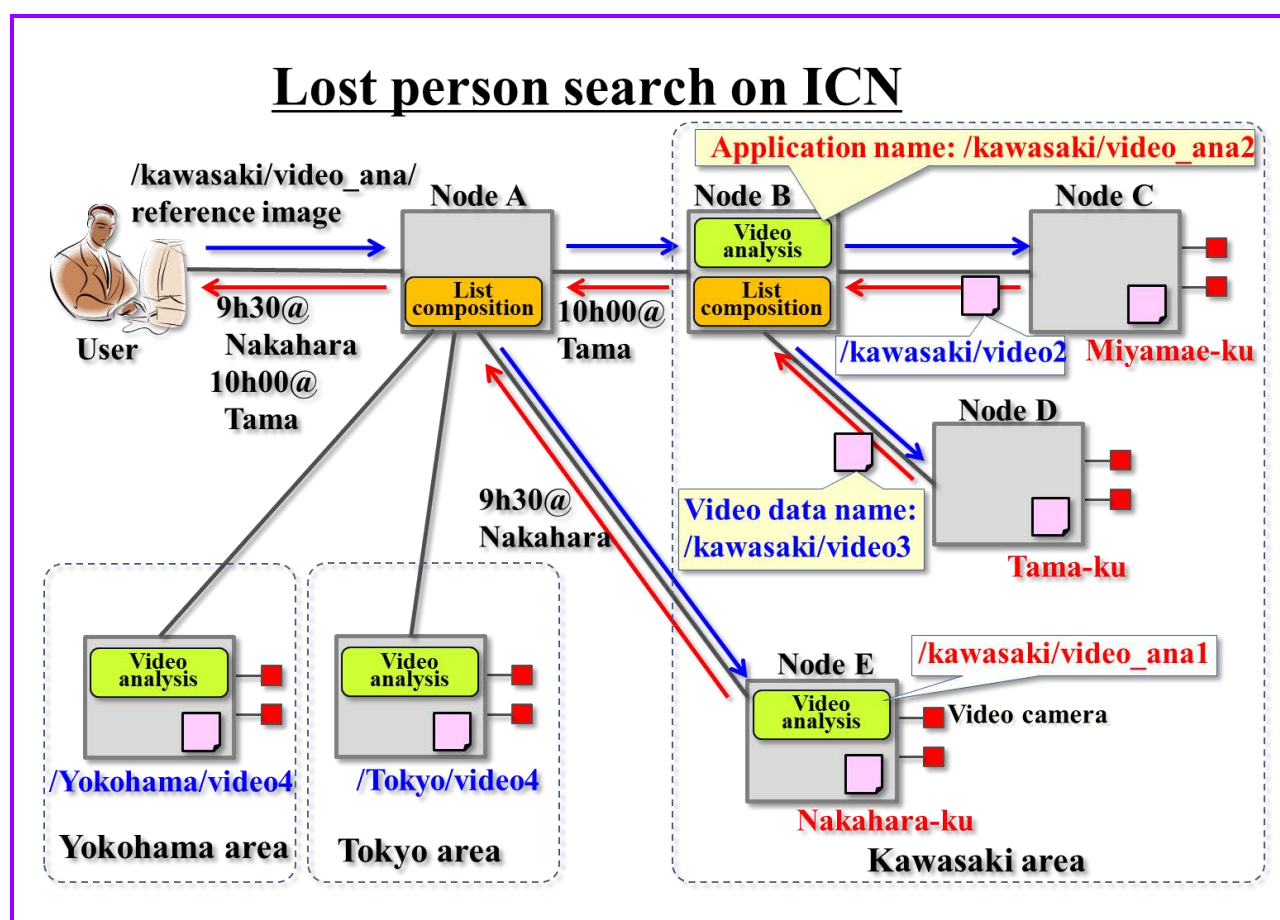 Lost person search on ICN
Application name: /kawasaki/video_ana2
/kawasaki/video_ana/
reference image
Node A
Node B
Node C
Video
analysis
List
composition
List
composition
User
9h30@
Nakahara
10h00@
Tama
10h00@
Tama
/kawasaki/video2
Miyamae-ku
Node D
9h30@
Nakahara
Video data name:
/kawasaki/video3
Tama-ku
Node E
/kawasaki/video_ana1
Video
analysis
Video
analysis
Video
analysis
Video camera
/Yokohama/video4
/Tokyo/video4
Nakahara-ku
Yokohama area
Tokyo area
Kawasaki area